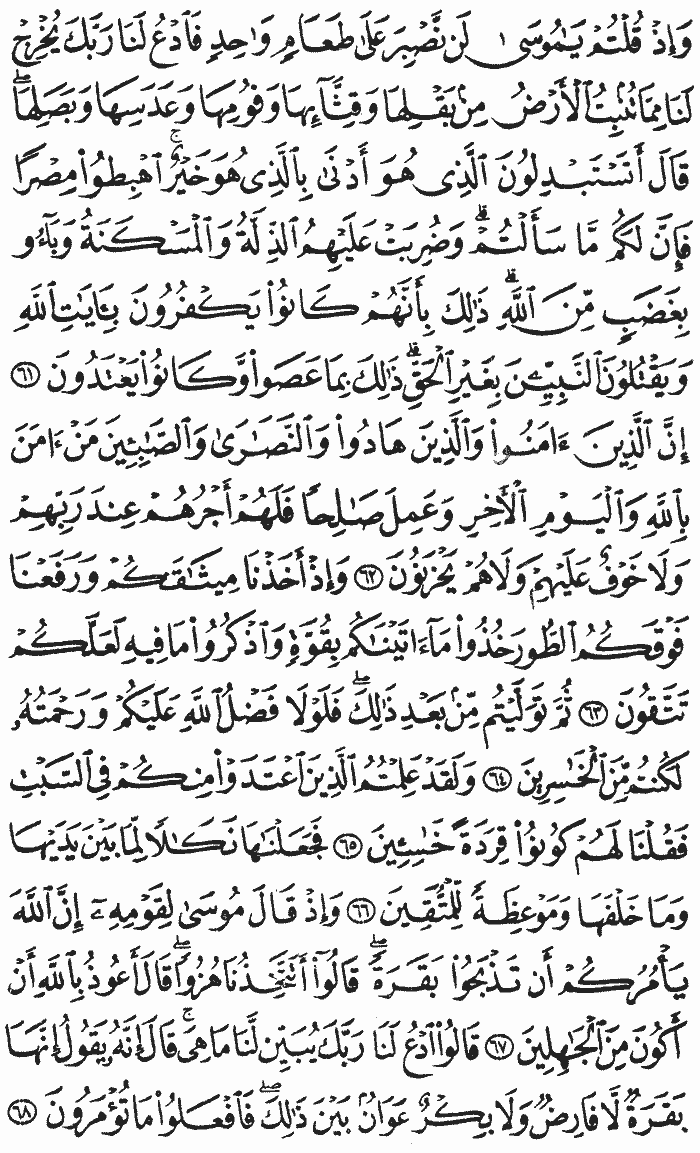 وَإِذْ قُلْتُمْ يَـٰمُوسَىٰ لَن نَّصْبِرَ عَلَىٰ طَعَامٍ وَٰحِدٍ فَٱدْعُ لَنَا رَبَّكَ يُخْرِجْ
لَنَا مِمَّا تُنۢبِتُ ٱلْأَرْضُ مِنۢ بَقْلِهَا وَقِثَّآئِهَا وَفُومِهَا وَعَدَسِهَا وَبَصَلِهَا ۖ
قَالَ أَتَسْتَبْدِلُونَ ٱلَّذِى هُوَ أَدْنَىٰ بِٱلَّذِى هُوَ خَيْرٌ ۚ ٱهْبِطُوا۟ مِصْرًا
فَإِنَّ لَكُم مَّا سَأَلْتُمْ ۗ وَضُرِبَتْ عَلَيْهِمُ ٱلذِّلَّةُ وَٱلْمَسْكَنَةُ وَبَآءُو
بِغَضَبٍ مِّنَ ٱللَّهِ ۗ ذَٰلِكَ بِأَنَّهُمْ كَانُوا۟ يَكْفُرُونَ بِـَٔايَـٰتِ ٱللَّهِ
وَيَقْتُلُونَ ٱلنَّبِيِّـۧنَ بِغَيْرِ ٱلْحَقِّ ۗ ذَٰلِكَ بِمَا عَصَوا۟ وَّكَانُوا۟ يَعْتَدُونَ ٦١
إِنَّ ٱلَّذِينَ ءَامَنُوا۟ وَٱلَّذِينَ هَادُوا۟ وَٱلنَّصَـٰرَىٰ وَٱلصَّـٰبِـِٔينَ مَنْ ءَامَنَ
بِٱللَّهِ وَٱلْيَوْمِ ٱلْأَخِرِ وَعَمِلَ صَـٰلِحًا فَلَهُمْ أَجْرُهُمْ عِندَ رَبِّهِمْ
وَلَا خَوْفٌ عَلَيْهِمْ وَلَا هُمْ يَحْزَنُونَ ٦٢ وَإِذْ أَخَذْنَا مِيثَـٰقَكُمْ وَرَفَعْنَا
فَوْقَكُمُ ٱلطُّورَ خُذُوا۟ مَآ ءَاتَيْنَـٰكُم بِقُوَّةٍ وَٱذْكُرُوا۟ مَا فِيهِ لَعَلَّكُمْ
تَتَّقُونَ ٦٣ ثُمَّ تَوَلَّيْتُم مِّنۢ بَعْدِ ذَٰلِكَ ۖ فَلَوْلَا فَضْلُ ٱللَّهِ عَلَيْكُمْ وَرَحْمَتُهُۥ
لَكُنتُم مِّنَ ٱلْخَـٰسِرِينَ ٦٤ وَلَقَدْ عَلِمْتُمُ ٱلَّذِينَ ٱعْتَدَوْا۟ مِنكُمْ فِى ٱلسَّبْتِ
فَقُلْنَا لَهُمْ كُونُوا۟ قِرَدَةً خَـٰسِـِٔينَ ٦٥ فَجَعَلْنَـٰهَا نَكَـٰلًا لِّمَا بَيْنَ يَدَيْهَا
وَمَا خَلْفَهَا وَمَوْعِظَةً لِّلْمُتَّقِينَ ٦٦ وَإِذْ قَالَ مُوسَىٰ لِقَوْمِهِۦٓ إِنَّ ٱللَّهَ
يَأْمُرُكُمْ أَن تَذْبَحُوا۟ بَقَرَةً ۖ قَالُوٓا۟ أَتَتَّخِذُنَا هُزُوًا ۖ قَالَ أَعُوذُ بِٱللَّهِ أَنْ
أَكُونَ مِنَ ٱلْجَـٰهِلِينَ ٦٧ قَالُوا۟ ٱدْعُ لَنَا رَبَّكَ يُبَيِّن لَّنَا مَا هِىَ ۚ قَالَ إِنَّهُۥ يَقُولُ إِنَّهَا
بَقَرَةٌ لَّا فَارِضٌ وَلَا بِكْرٌ عَوَانٌۢ بَيْنَ ذَٰلِكَ ۖ فَٱفْعَلُوا۟ مَا تُؤْمَرُونَ ٦٨